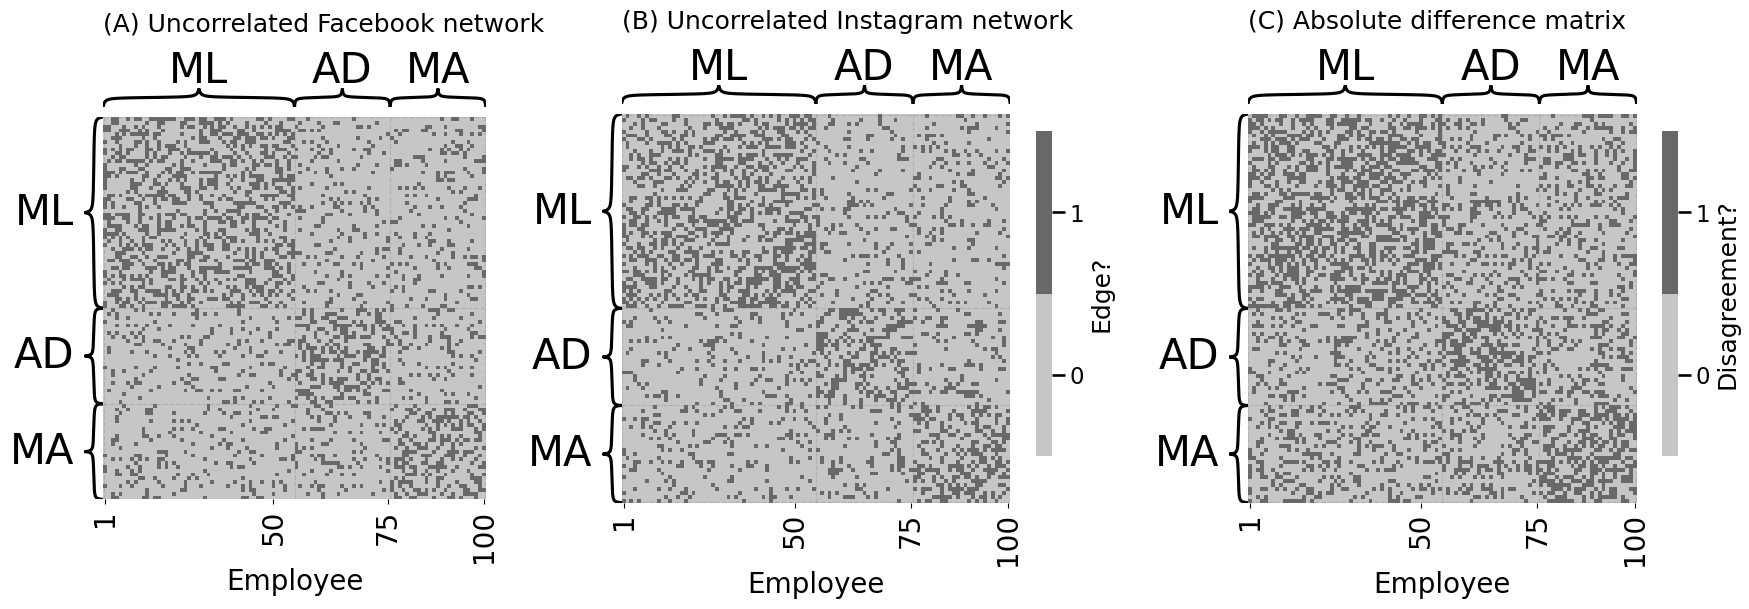 (A) Uncorrelated Facebook network
ML AD MA
ML
AD
MA
1 50 75 100
Employee
(B) Uncorrelated Instagram network
ML AD MA
ML
AD
MA
1 50 75 100
Employee
1
0
Edge?
(C) Absolute difference matrix
ML AD MA
ML
AD
MA
1 50 75 100
Employee
1
0
Disagreement?